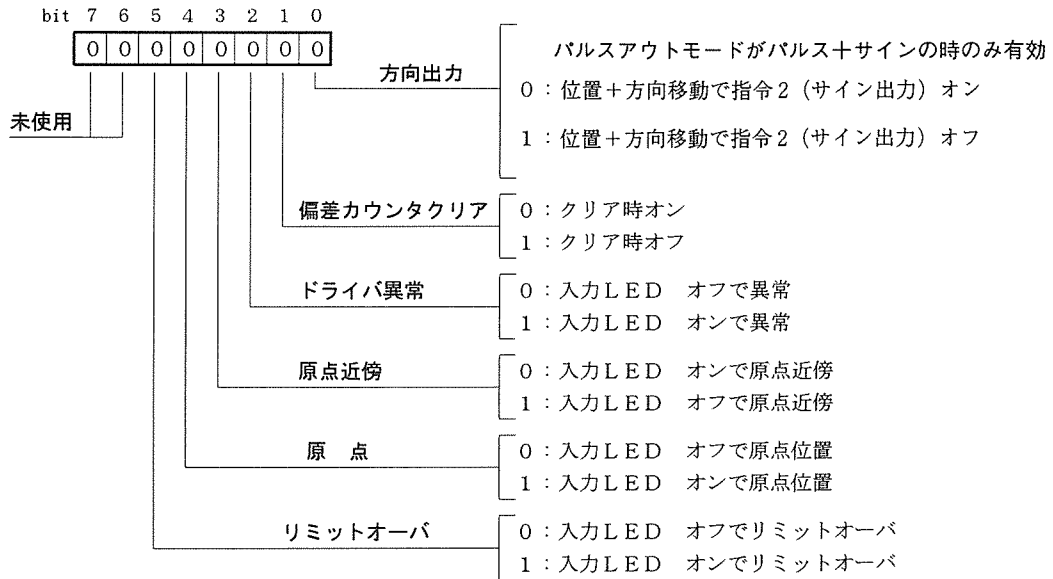 bit 7 6 5 4 3 2 1 0
0 0 0 0 0 0 0 0
未使用
方向出力
パルスアウトモードがパルス+サインの時のみ有効
0:位置+方向移動で指令2(サイン出力)オン
1:位置+方向移動で指令2(サイン出力)オフ
偏差カウンタクリア
0:クリア時オン
1:クリア時オフ
ドライバ異常
0:入力LED オフで異常
1:入力LED オンで異常
原点近傍
0:入力LED オンで原点近傍
1:入力LED オフで原点近傍
原 点
0:入力LED オフで原点位置
1:入力LED オンで原点位置
リミットオーバ
0:入力LED オフでリミットオーバ
1:入力LED オンでリミットオーバ